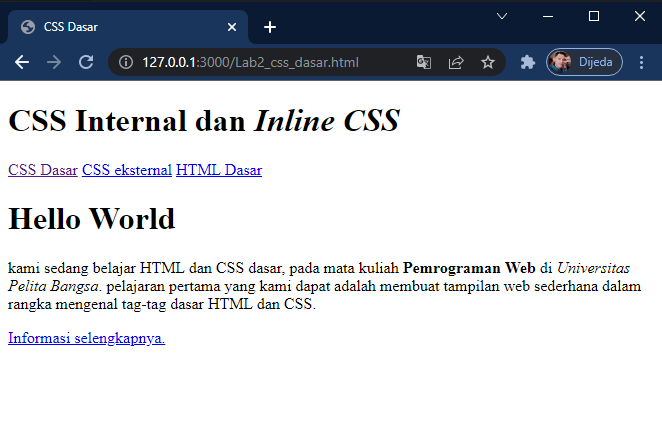 CSS Dasar
127.0.0.1:3000/Lab2_css_dasar.html
Dijeda
CSS Internal dan Inline CSS
CSS Dasar CSS eksternal HTML Dasar
Hello World
kami sedang belajar HTML dan CSS dasar, pada mata kuliah Pemrograman Web di Universitas
Pelita Bangsa. pelajaran pertama yang kami dapat adalah membuat tampilan web sederhana dalam
rangka mengenal tag-tag dasar HTML dan CSS.
Informasi selengkapnya.